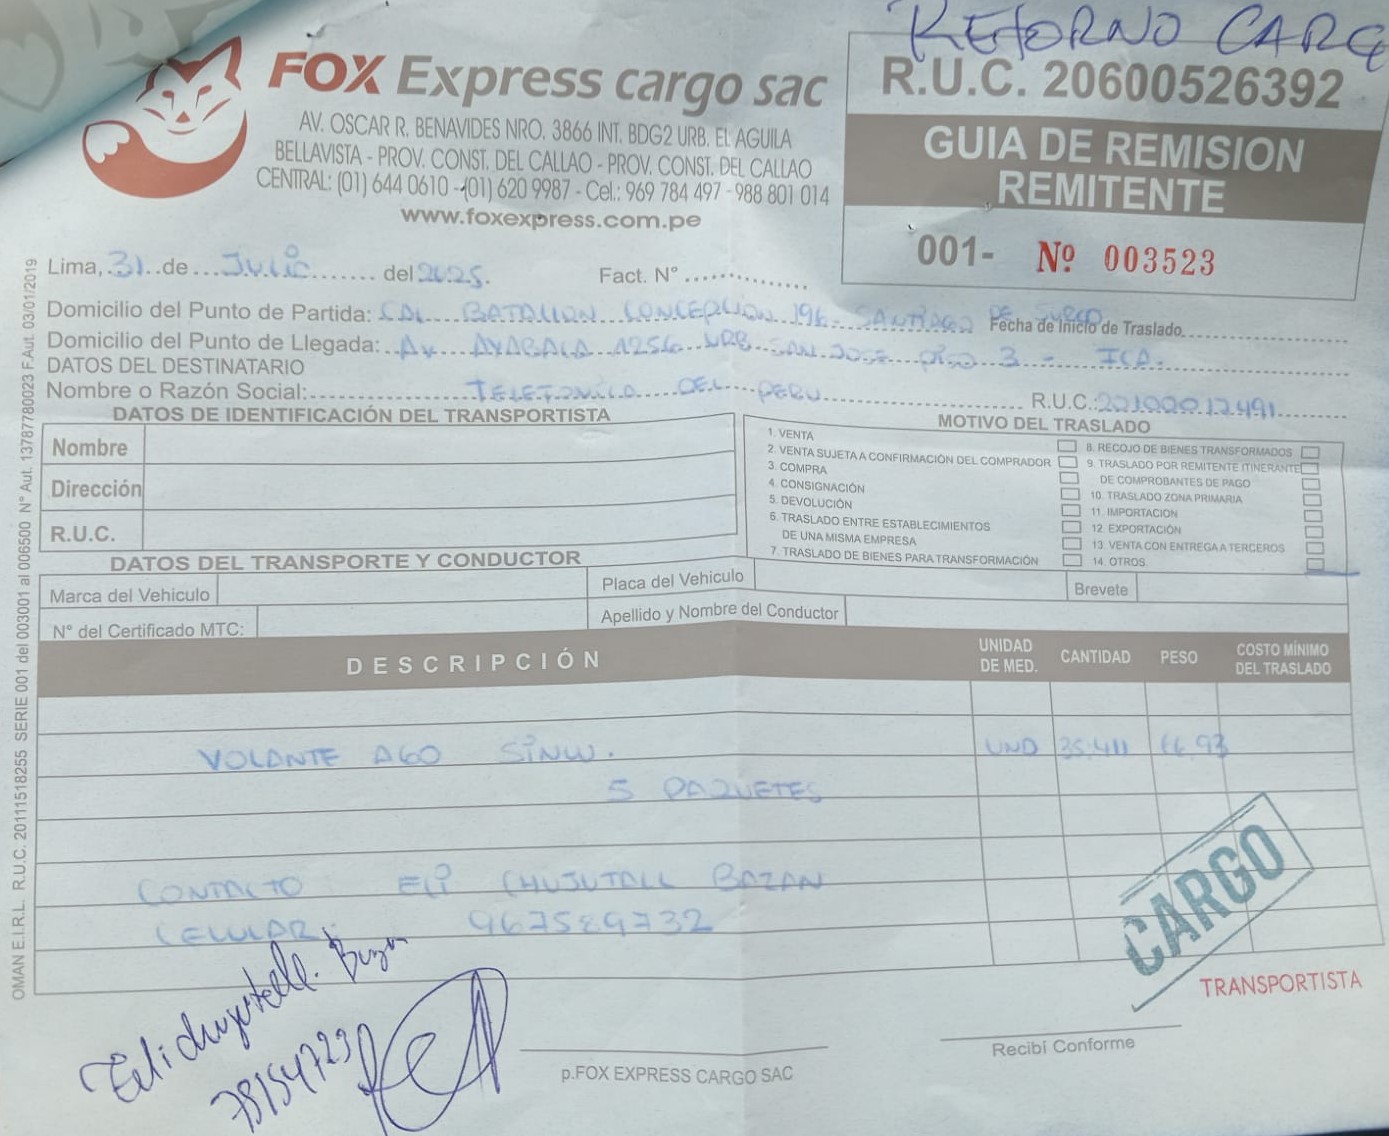 RETORNO CARG
FOX Express cargo sac
AV. OSCAR R. BENAVIDES NRO. 3866 INT. BDG2 URB. EL AGUILA
BELLAVISTA - PROV. CONST. DEL CALLAO - PROV. CONST. DEL CALLAO
CENTRAL: (01) 644 0610 - (01) 620 9987 - Cel.: 969 784 497 - 988 801 014
www.foxexpress.com.pe
R.U.C. 20600526392
GUIA DE REMISION
REMITENTE
001- Nº 003523
Lima, 31 de Julio del 2025. Fact. N°
Domicilio del Punto de Partida: CAL BATALLON CONCEPCION 196 - SANTIAGO DE SURCO Fecha de Inicio de Traslado
Domicilio del Punto de Llegada: AV. AYABACA 1256 URB SAN JOSE PISO 3 - ICA.
DATOS DEL DESTINATARIO
Nombre o Razón Social: TELEFONICA DEL PERU R.U.C.:
DATOS DE IDENTIFICACIÓN DEL TRANSPORTISTA
Nombre
Dirección
R.U.C.
MOTIVO DEL TRASLADO
1. VENTA
2. VENTA SUJETA A CONFIRMACIÓN DEL COMPRADOR
3. COMPRA
4. CONSIGNACIÓN
5. DEVOLUCIÓN
6. TRASLADO ENTRE ESTABLECIMIENTOS
DE UNA MISMA EMPRESA
7. TRASLADO DE BIENES PARA TRANSFORMACIÓN
8. RECOJO DE BIENES TRANSFORMADOS
9. TRASLADO POR REMITENTE ITINERANTE
DE COMPROBANTES DE PAGO
10. TRASLADO ZONA PRIMARIA
11. IMPORTACION
12. EXPORTACIÓN
13. VENTA CON ENTREGA A TERCEROS
14. OTROS
DATOS DEL TRANSPORTE Y CONDUCTOR
Marca del Vehiculo Placa del Vehiculo Brevete
N° del Certificado MTC: Apellido y Nombre del Conductor
DESCRIPCIÓN UNIDAD DE MED. CANTIDAD PESO COSTO MÍNIMO DEL TRASLADO
VOLANTE AGO SINW. UND 35.411 66.93
5 PAQUETES
CONTACTO ELI CHUJUTALL BAZAN
CELULAR: 967589732
CARGO
TRANSPORTISTA
Eli chujutalli Bazan
p.FOX EXPRESS CARGO SAC
Recibí Conforme
OMAN E.I.R.L. R.U.C. 20111518255 SERIE 001 del 003001 al 006500 N° Aut. 13787780023 F.Aut. 03/01/2019